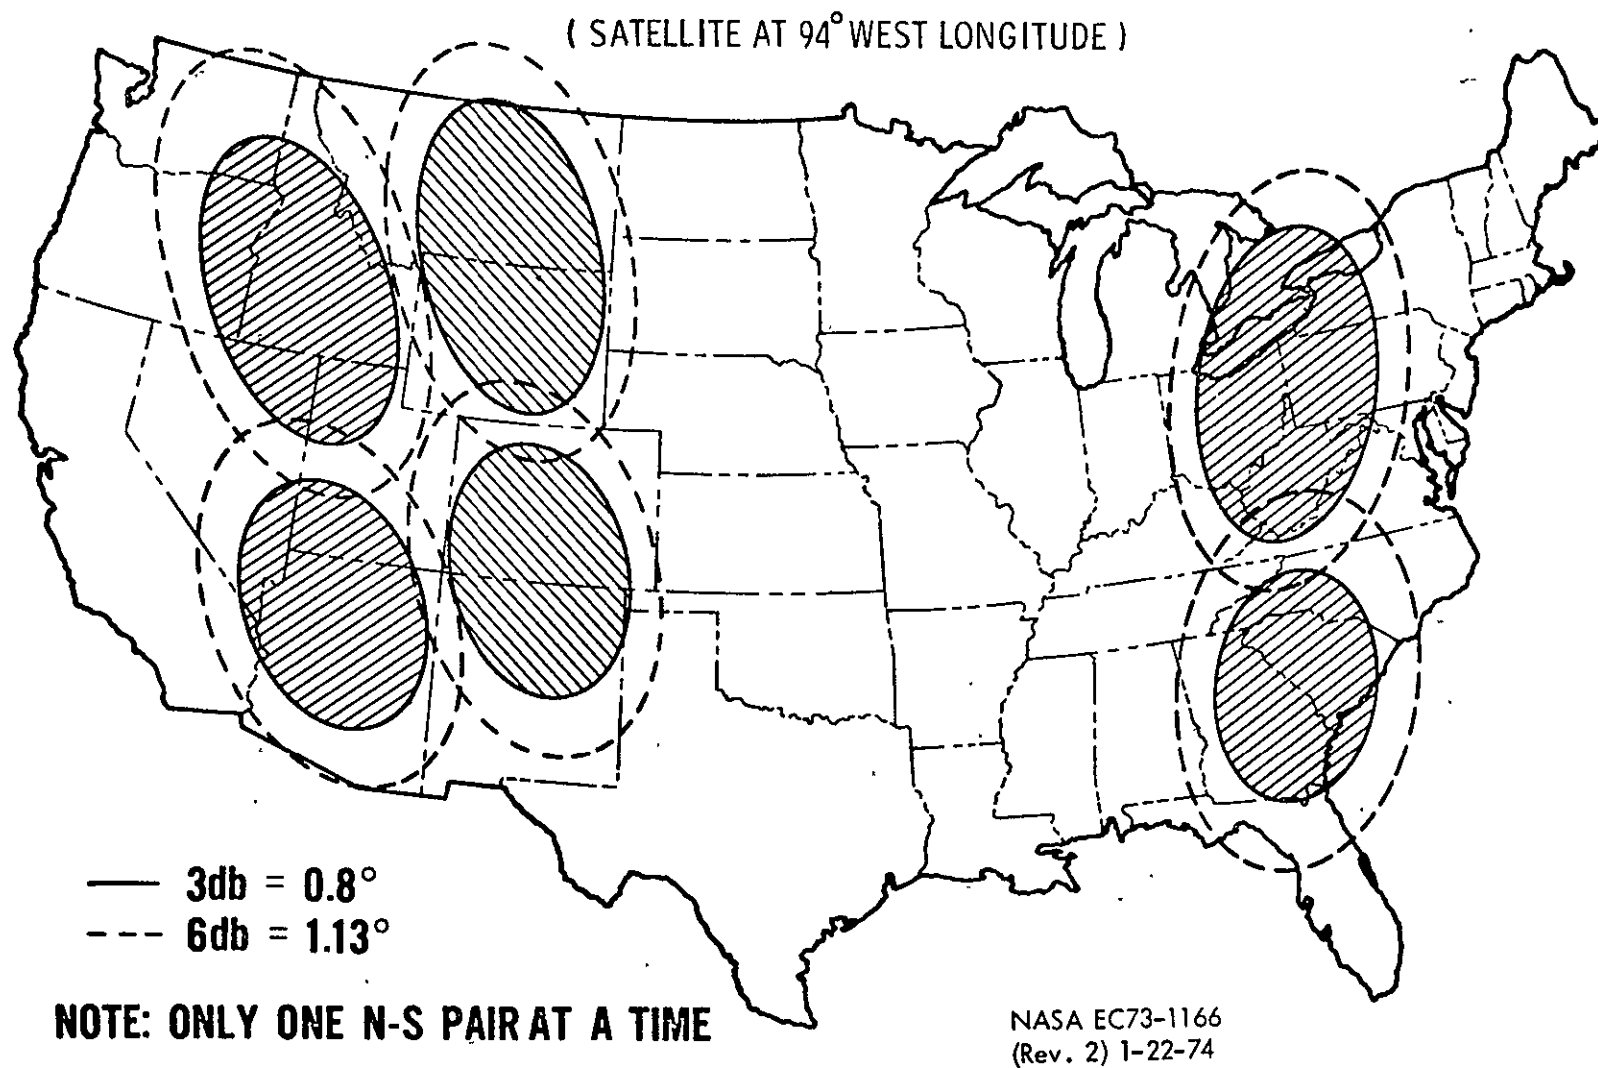 ( SATELLITE AT 94° WEST LONGITUDE )
3db = 0.8°
6db = 1.13°
NOTE: ONLY ONE N-S PAIR AT A TIME
NASA EC73-1166
(Rev. 2) 1-22-74